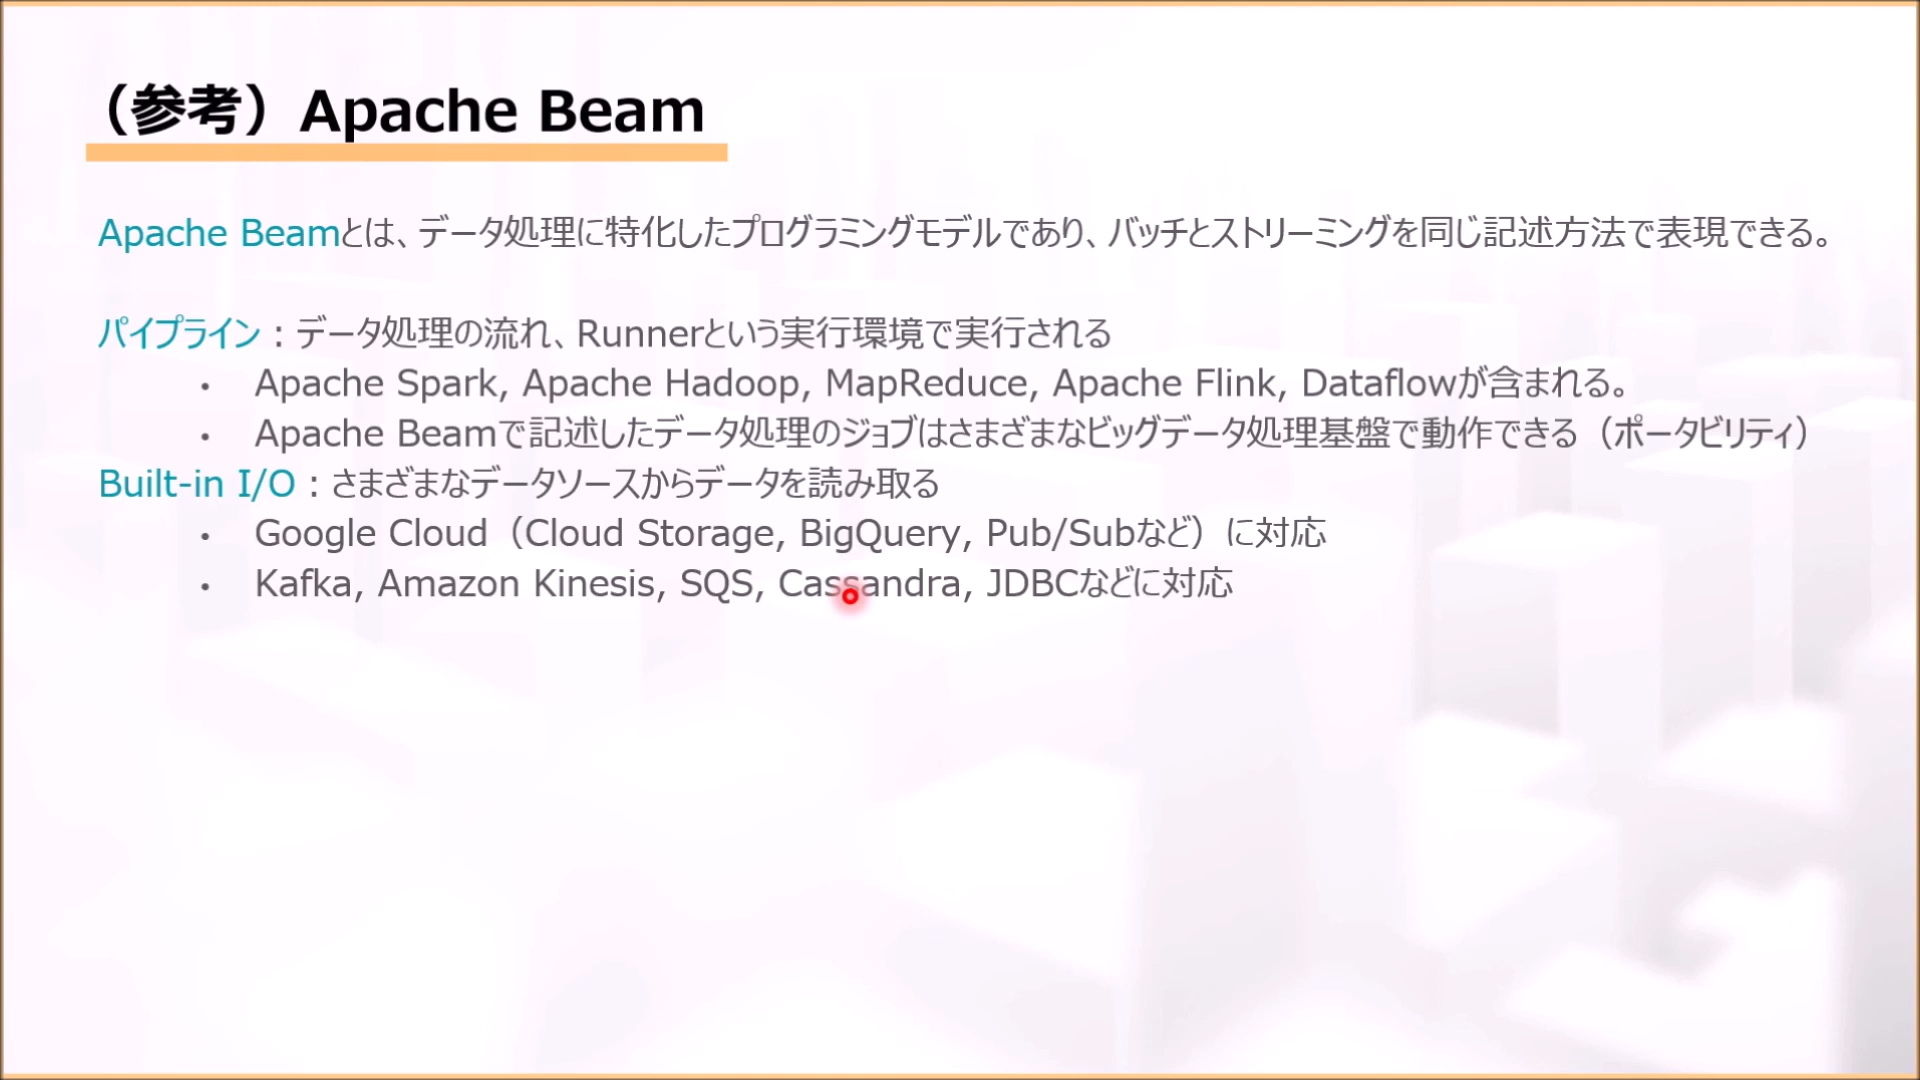 （参考）Apache Beam
Apache Beamとは、データ処理に特化したプログラミングモデルであり、バッチとストリーミングを同じ記述方法で表現できる。
パイプライン：データ処理の流れ、Runnerという実行環境で実行される
• Apache Spark, Apache Hadoop, MapReduce, Apache Flink, Dataflowが含まれる。
• Apache Beamで記述したデータ処理のジョブはさまざまなビッグデータ処理基盤で動作できる（ポータビリティ）
Built-in I/O：さまざまなデータソースからデータを読み取る
• Google Cloud（Cloud Storage, BigQuery, Pub/Subなど）に対応
• Kafka, Amazon Kinesis, SQS, Cassandra, JDBCなどに対応